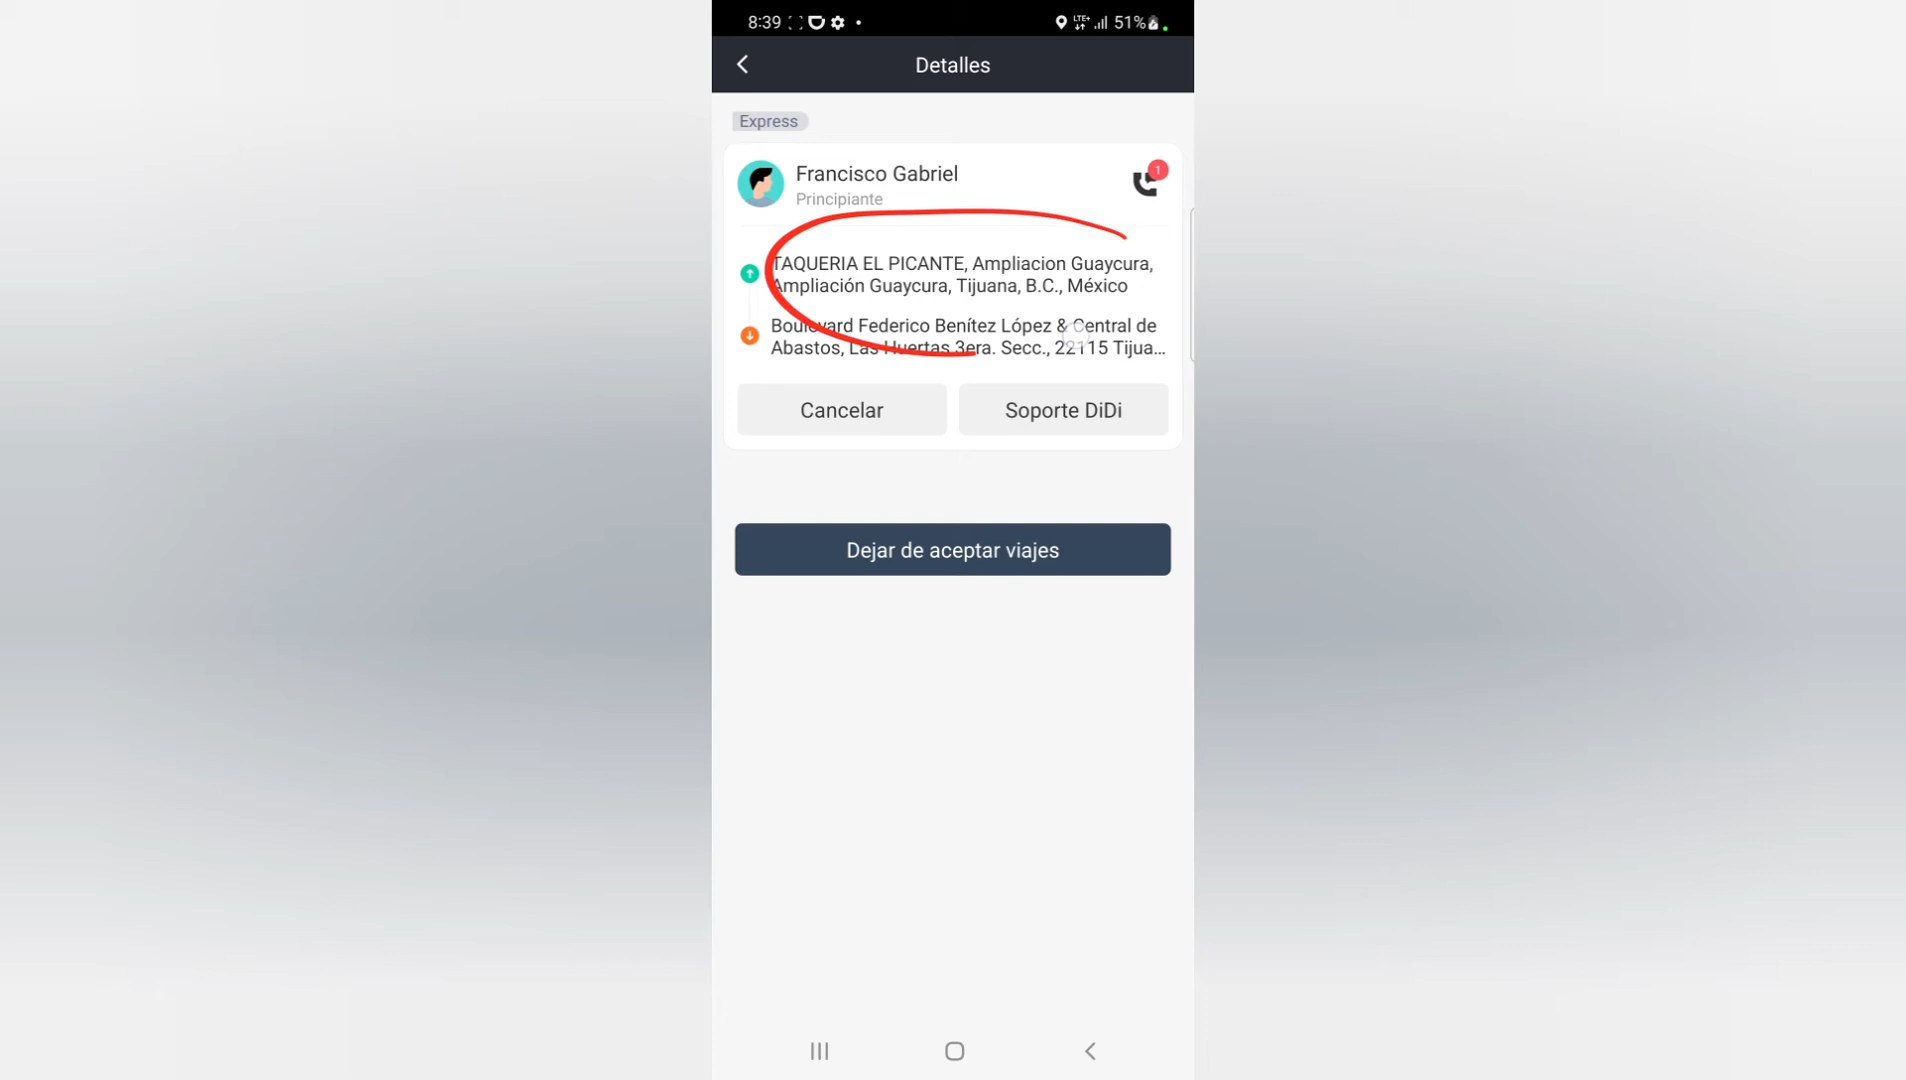 8:39
LTE+
51%
Detalles
Express
Francisco Gabriel
1
Principiante
TAQUERIA EL PICANTE, Ampliacion Guaycura,
Ampliación Guaycura, Tijuana, B.C., México
Boulevard Federico Benítez López & Central de
Abastos, Las Huertas 3era. Secc., 22115 Tijua...
Cancelar
Soporte DiDi
Dejar de aceptar viajes